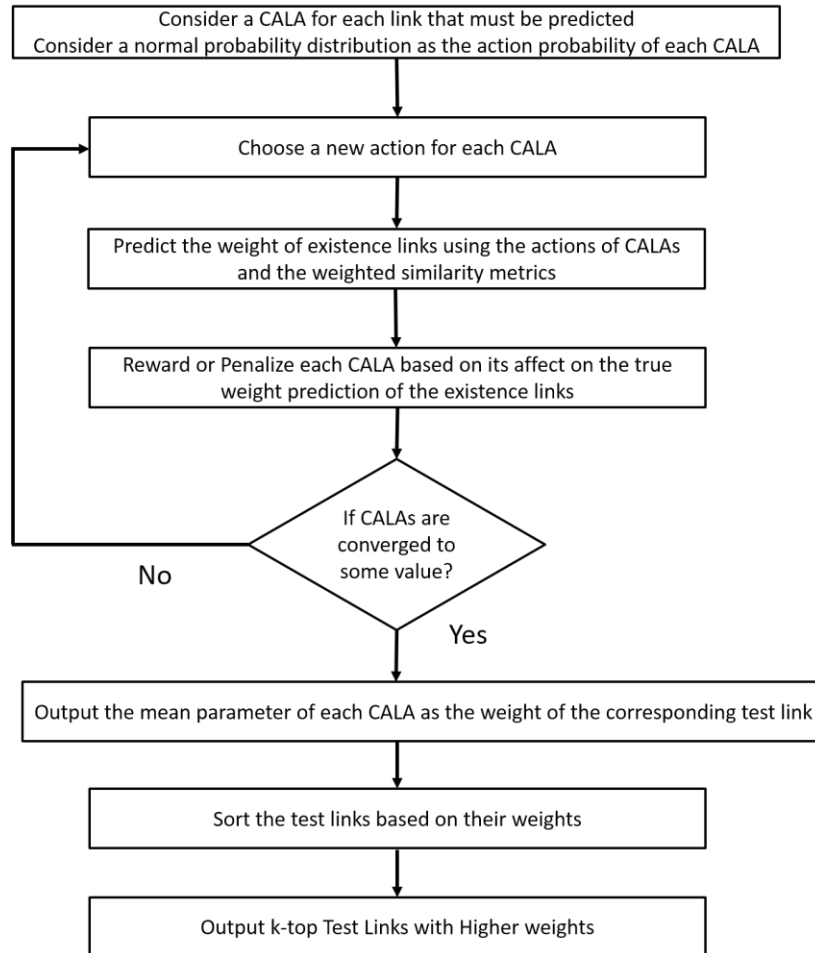 Consider a CALA for each link that must be predicted
Consider a normal probability distribution as the action probability of each CALA
Choose a new action for each CALA
Predict the weight of existence links using the actions of CALAs
and the weighted similarity metrics
Reward or Penalize each CALA based on its affect on the true
weight prediction of the existence links
If CALAs are
converged to
some value?
No
Yes
Output the mean parameter of each CALA as the weight of the corresponding test link
Sort the test links based on their weights
Output k-top Test Links with Higher weights